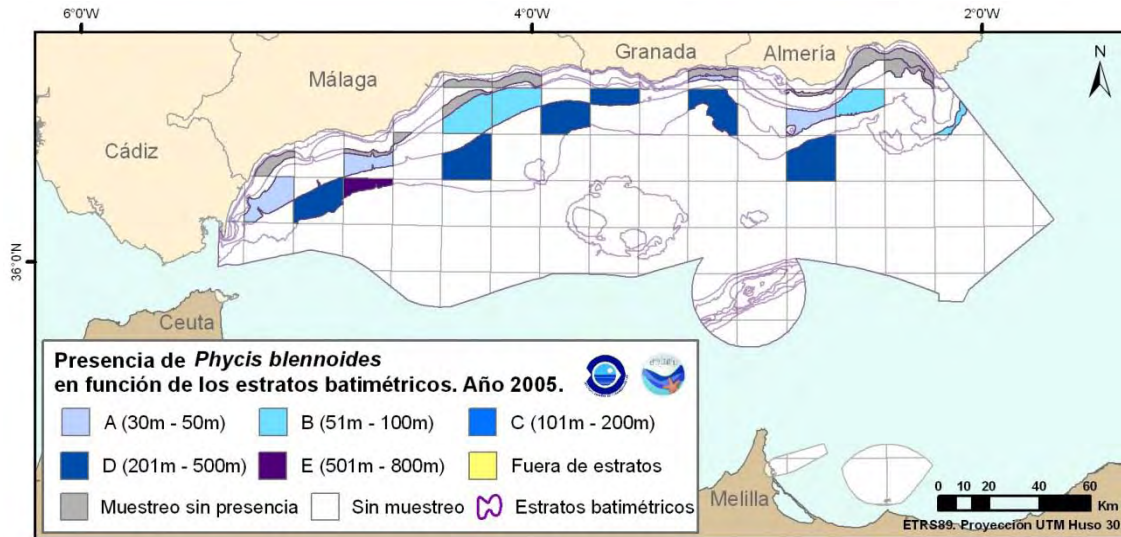 6°0'W 4°0'W 2°0'W
Granada Almería
Málaga
N
Cádiz
36°0'N
Ceuta
Presencia de Phycis blennoides
en función de los estratos batimétricos. Año 2005.
A (30m - 50m) B (51m - 100m) C (101m - 200m)
D (201m - 500m) E (501m - 800m) Fuera de estratos
Muestreo sin presencia Sin muestreo Estratos batimétricos
Melilla
0 10 20 40 60
Km
ETRS89. Proyección UTM Huso 30